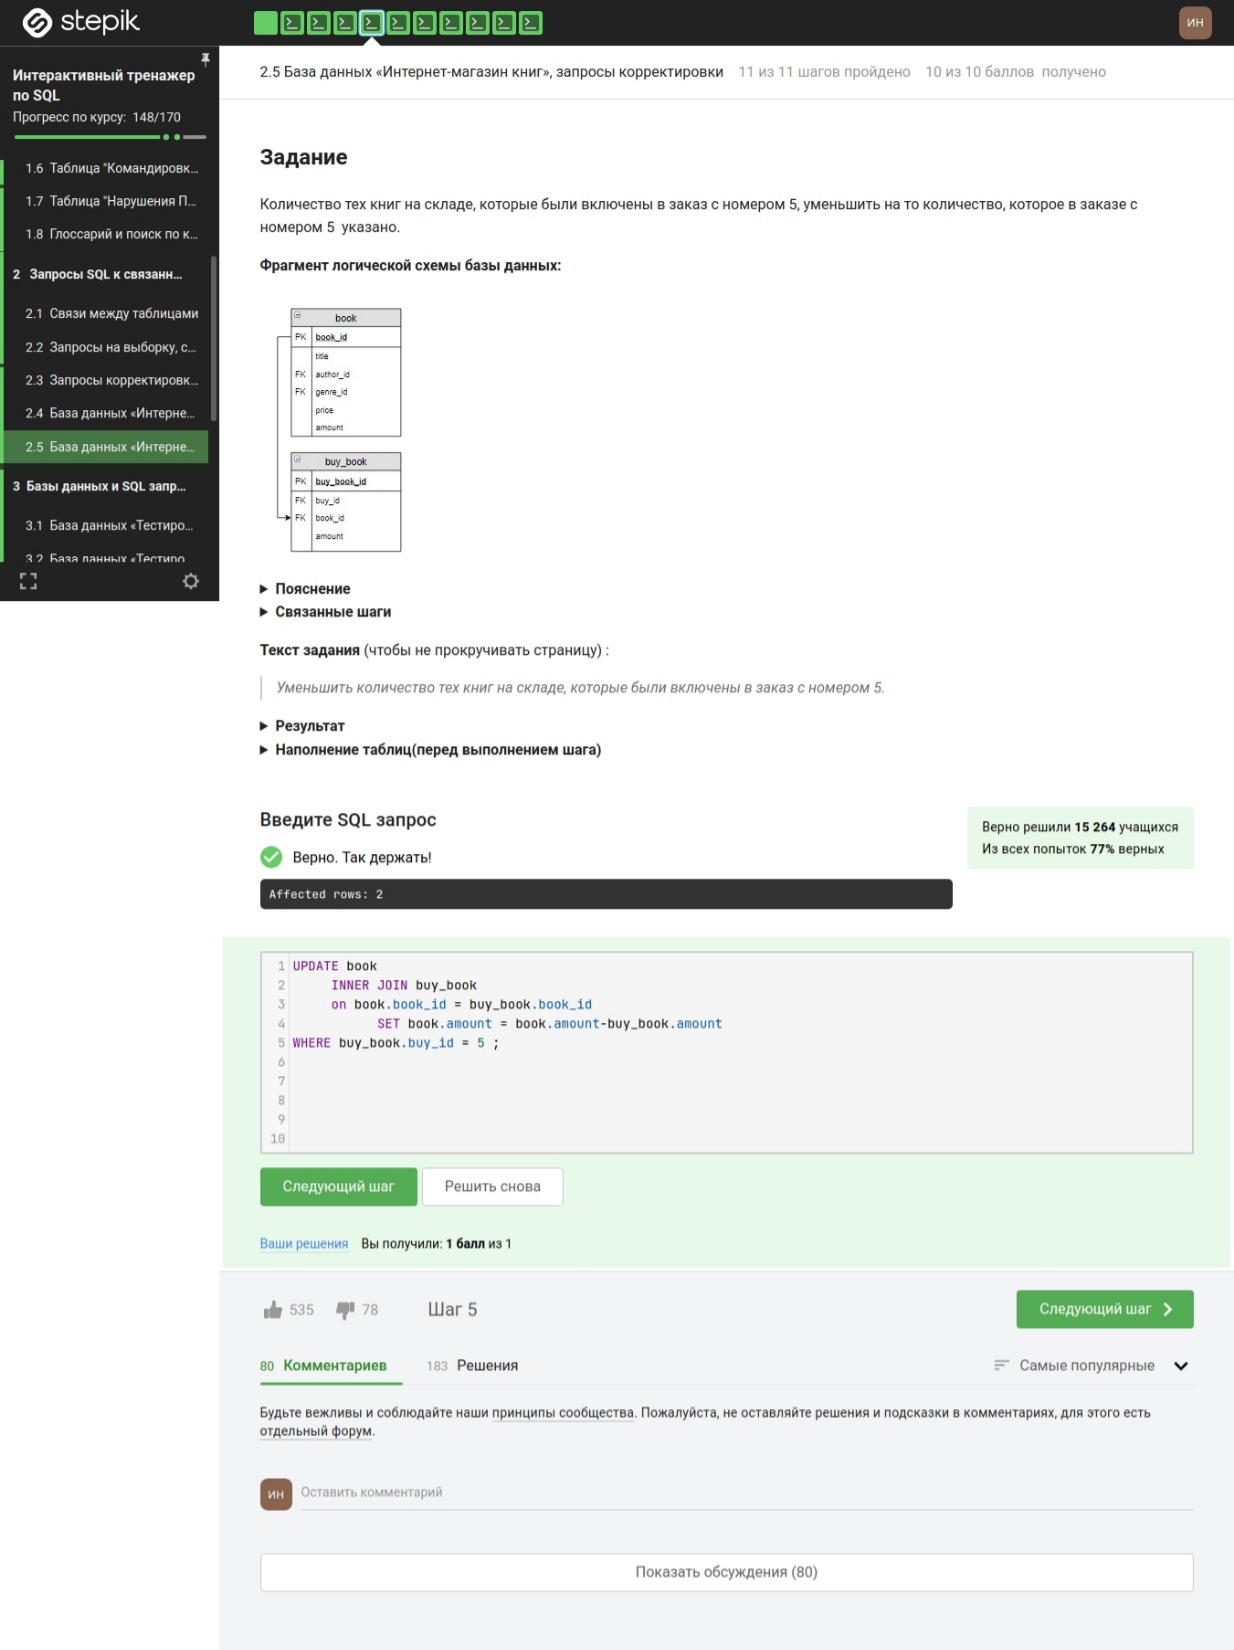 stepik
ИН
Интерактивный тренажер
по SQL
Прогресс по курсу: 148/170
1.6 Таблица "Командировк...
1.7 Таблица "Нарушения П...
1.8 Глоссарий и поиск по к...
2 Запросы SQL к связанн...
2.1 Связи между таблицами
2.2 Запросы на выборку, с...
2.3 Запросы корректировк...
2.4 База данных «Интерне...
2.5 База данных «Интерне...
3 Базы данных и SQL запр...
3.1 База данных «Тестиро...
3.2 База данных «Тестиро
2.5 База данных «Интернет-магазин книг», запросы корректировки 11 из 11 шагов пройдено 10 из 10 баллов получено
Задание
Количество тех книг на складе, которые были включены в заказ с номером 5, уменьшить на то количество, которое в заказе с
номером 5 указано.
Фрагмент логической схемы базы данных:
book
PK book_id
title
FK author_id
FK genre_id
price
amount
buy_book
PK buy_book_id
FK buy_id
FK book_id
amount
Пояснение
Связанные шаги
Текст задания (чтобы не прокручивать страницу) :
Уменьшить количество тех книг на складе, которые были включены в заказ с номером 5.
Результат
Наполнение таблиц(перед выполнением шага)
Введите SQL запрос
Верно. Так держать!
Affected rows: 2
Верно решили 15 264 учащихся
Из всех попыток 77% верных
1 UPDATE book
2 INNER JOIN buy_book
3 on book.book_id = buy_book.book_id
4 SET book.amount = book.amount-buy_book.amount
5 WHERE buy_book.buy_id = 5 ;
6
7
8
9
10
Следующий шаг Решить снова
Ваши решения Вы получили: 1 балл из 1
535 78 Шаг 5 Следующий шаг
80 Комментариев 183 Решения Самые популярные
Будьте вежливы и соблюдайте наши принципы сообщества. Пожалуйста, не оставляйте решения и подсказки в комментариях, для этого есть
отдельный форум.
ИН Оставить комментарий
Показать обсуждения (80)